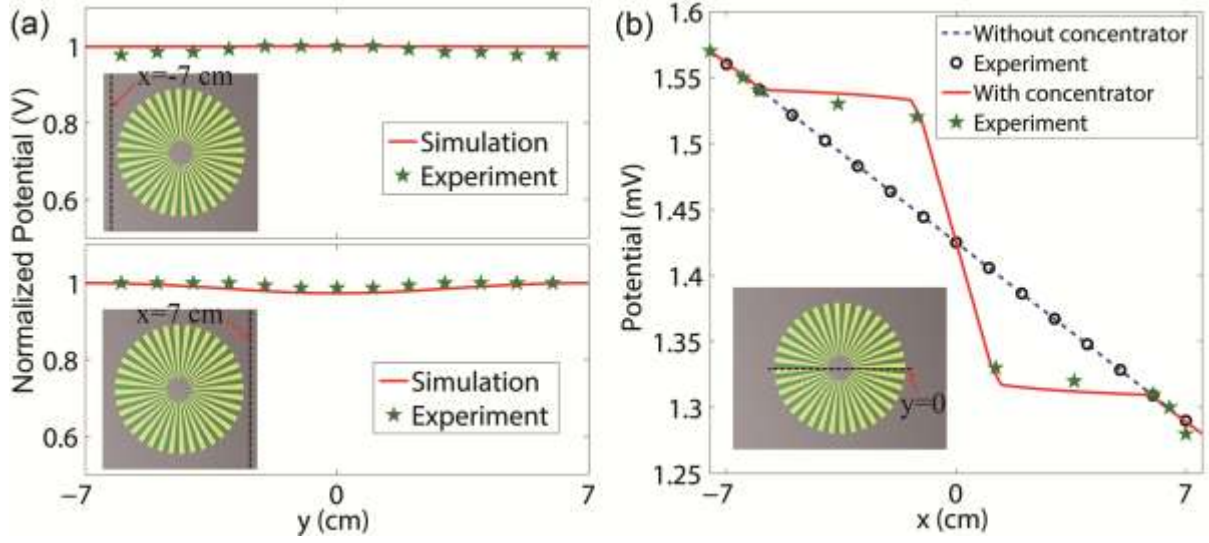 (a)
Normalized Potential (V)
1
0.8
0.6
x=-7 cm
Simulation
Experiment
1
0.8
0.6
x=7 cm
Simulation
Experiment
−7
0
7
y (cm)
(b)
Potential (mV)
1.6
1.55
1.5
1.45
1.4
1.35
1.3
1.25
Without concentrator
Experiment
With concentrator
Experiment
y=0
−7
0
7
x (cm)